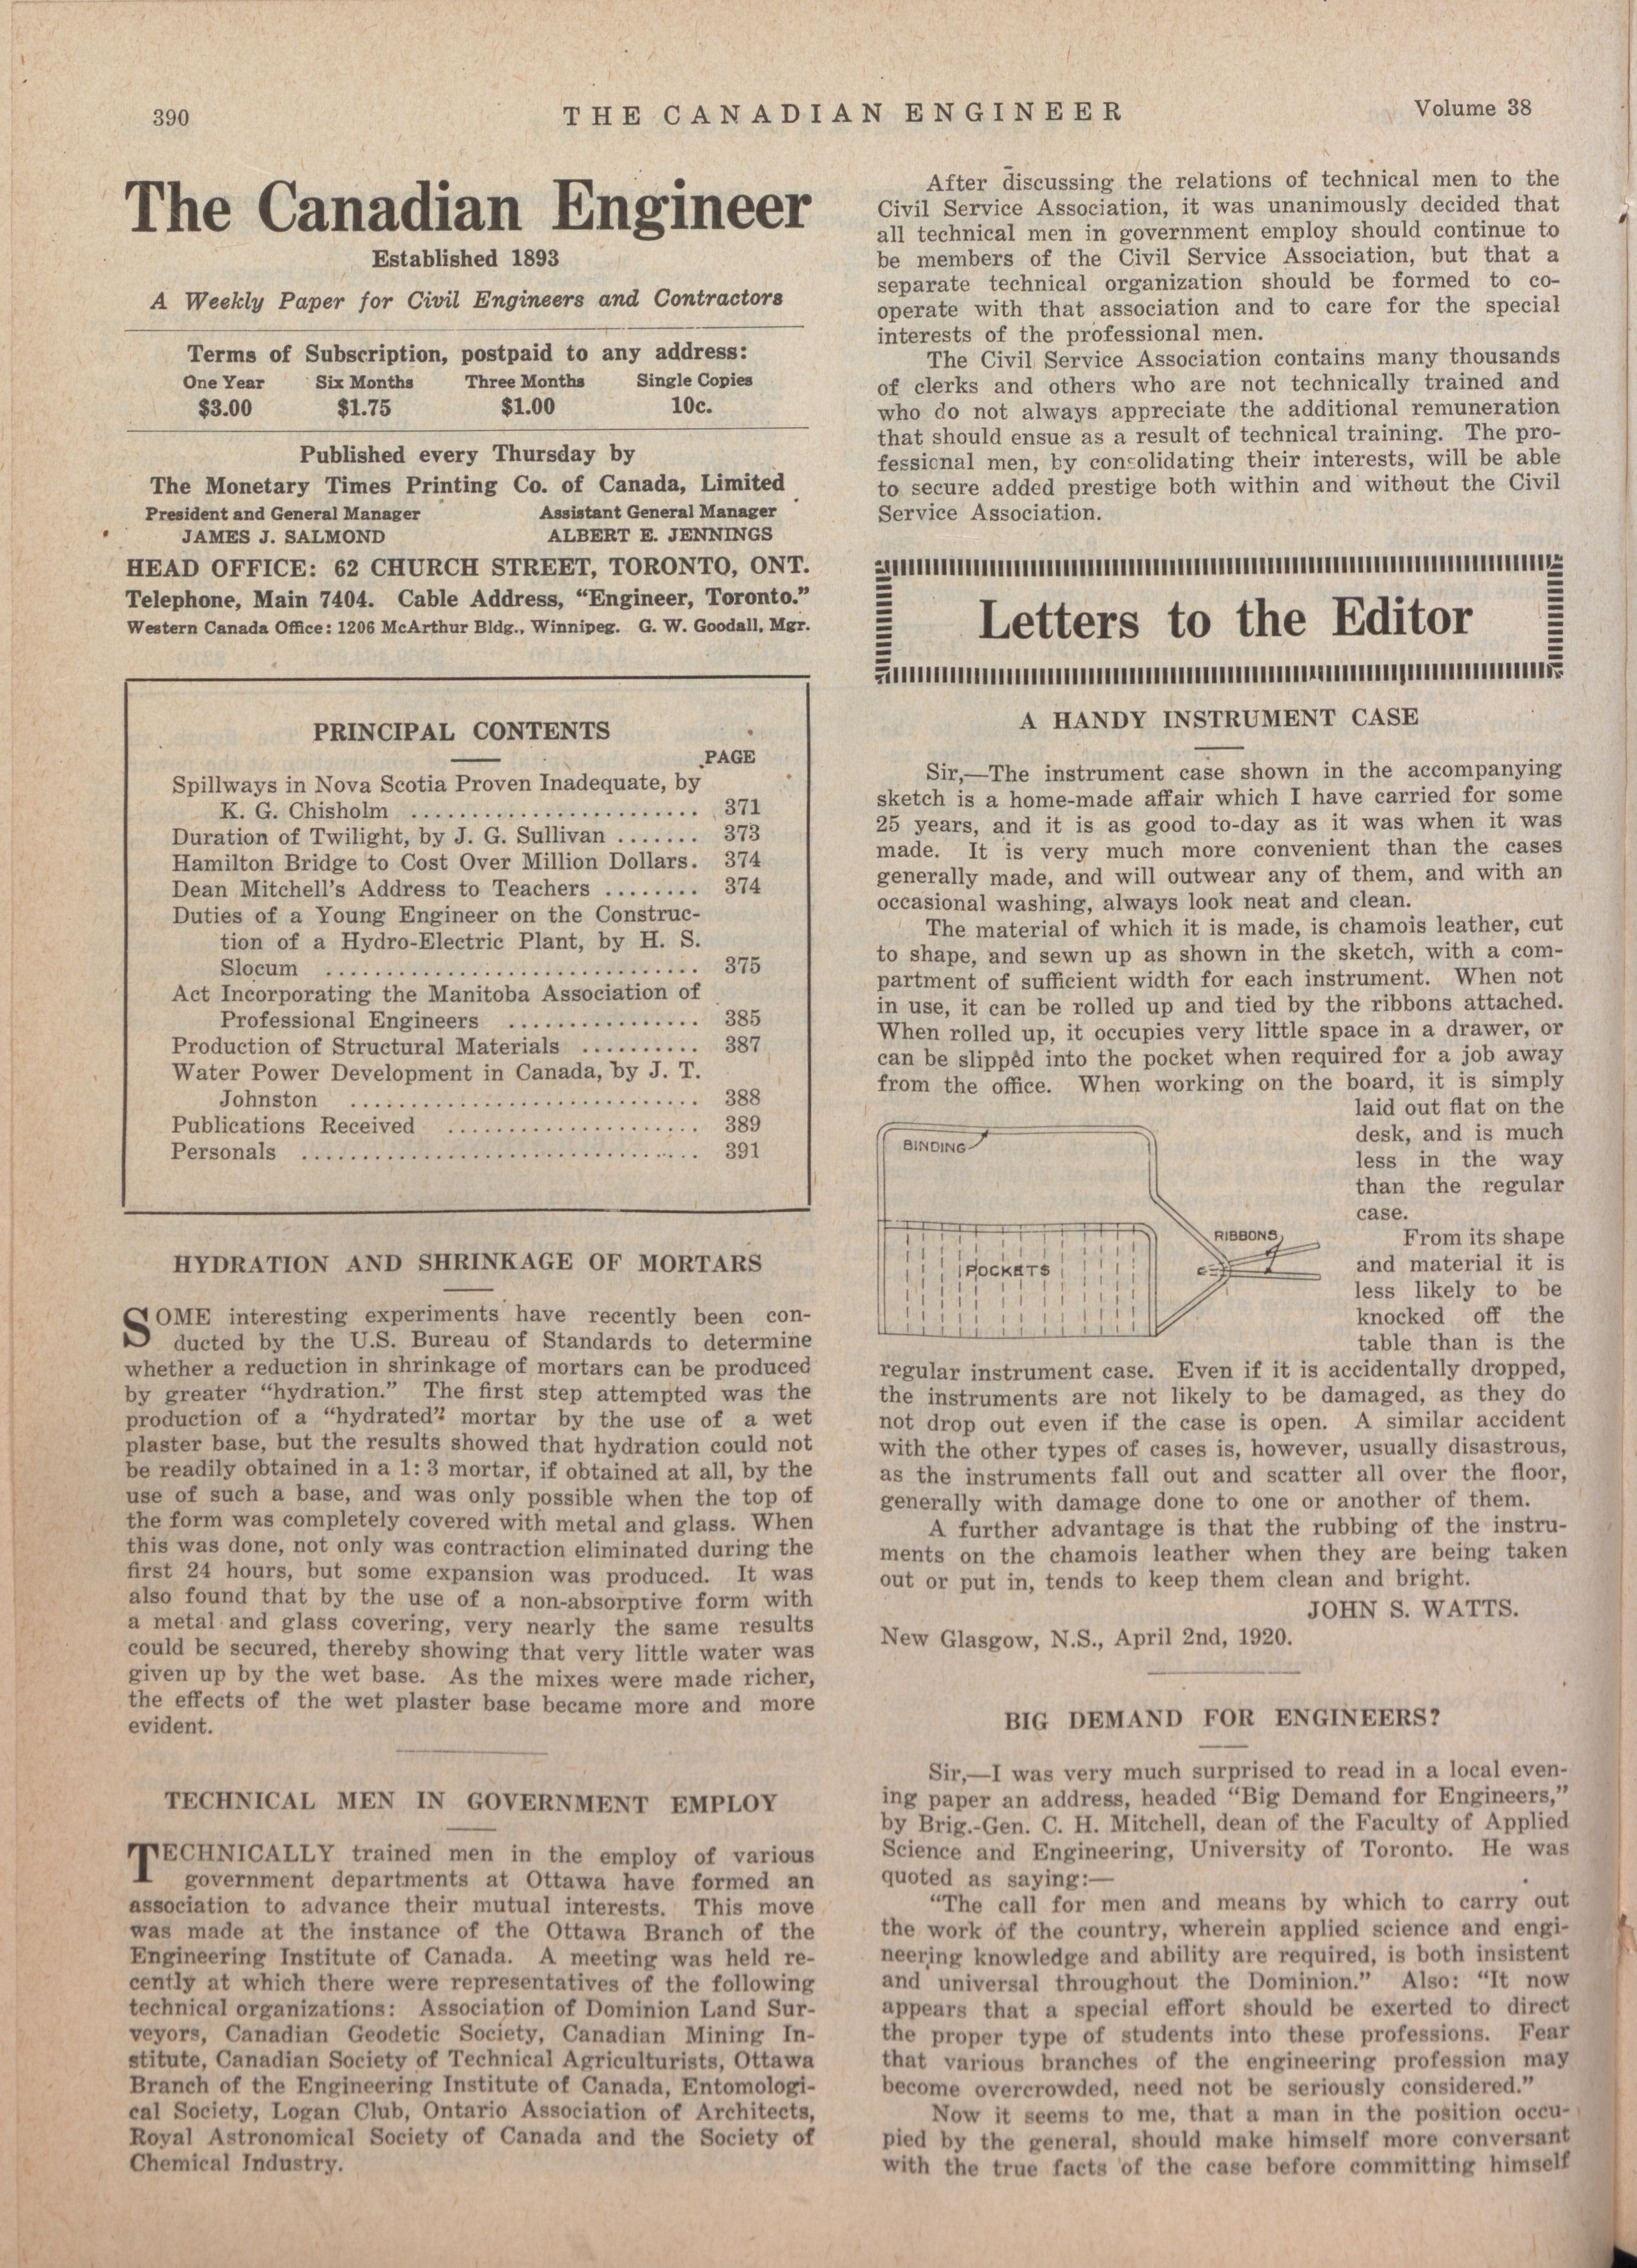 390
THE CANADIAN ENGINEER
Volume 38
The Canadian Engineer
Established 1893
A Weekly Paper for Civil Engineers and Contractors
Terms of Subscription, postpaid to any address:
One Year Six Months Three Months Single Copies
$3.00 $1.75 $1.00 10c.
Published every Thursday by
The Monetary Times Printing Co. of Canada, Limited
President and General Manager Assistant General Manager
JAMES J. SALMOND ALBERT E. JENNINGS
HEAD OFFICE: 62 CHURCH STREET, TORONTO, ONT.
Telephone, Main 7404. Cable Address, "Engineer, Toronto."
Western Canada Office: 1206 McArthur Bldg., Winnipeg. G. W. Goodall, Mgr.
PRINCIPAL CONTENTS
PAGE
Spillways in Nova Scotia Proven Inadequate, by
K. G. Chisholm ........................ 371
Duration of Twilight, by J. G. Sullivan ....... 373
Hamilton Bridge to Cost Over Million Dollars. 374
Dean Mitchell's Address to Teachers ........ 374
Duties of a Young Engineer on the Construc-
tion of a Hydro-Electric Plant, by H. S.
Slocum ............................... 375
Act Incorporating the Manitoba Association of
Professional Engineers ................ 385
Production of Structural Materials .......... 387
Water Power Development in Canada, by J. T.
Johnston ............................. 388
Publications Received ..................... 389
Personals ................................. 391
HYDRATION AND SHRINKAGE OF MORTARS
SOME interesting experiments have recently been con-
ducted by the U.S. Bureau of Standards to determine
whether a reduction in shrinkage of mortars can be produced
by greater "hydration." The first step attempted was the
production of a "hydrated" mortar by the use of a wet
plaster base, but the results showed that hydration could not
be readily obtained in a 1: 3 mortar, if obtained at all, by the
use of such a base, and was only possible when the top of
the form was completely covered with metal and glass. When
this was done, not only was contraction eliminated during the
first 24 hours, but some expansion was produced. It was
also found that by the use of a non-absorptive form with
a metal and glass covering, very nearly the same results
could be secured, thereby showing that very little water was
given up by the wet base. As the mixes were made richer,
the effects of the wet plaster base became more and more
evident.
TECHNICAL MEN IN GOVERNMENT EMPLOY
TECHNICALLY trained men in the employ of various
government departments at Ottawa have formed an
association to advance their mutual interests. This move
was made at the instance of the Ottawa Branch of the
Engineering Institute of Canada. A meeting was held re-
cently at which there were representatives of the following
technical organizations: Association of Dominion Land Sur-
veyors, Canadian Geodetic Society, Canadian Mining In-
stitute, Canadian Society of Technical Agriculturists, Ottawa
Branch of the Engineering Institute of Canada, Entomologi-
cal Society, Logan Club, Ontario Association of Architects,
Royal Astronomical Society of Canada and the Society of
Chemical Industry.
After discussing the relations of technical men to the
Civil Service Association, it was unanimously decided that
all technical men in government employ should continue to
be members of the Civil Service Association, but that a
separate technical organization should be formed to co-
operate with that association and to care for the special
interests of the professional men.
The Civil Service Association contains many thousands
of clerks and others who are not technically trained and
who do not always appreciate the additional remuneration
that should ensue as a result of technical training. The pro-
fessional men, by consolidating their interests, will be able
to secure added prestige both within and without the Civil
Service Association.
Letters to the Editor
A HANDY INSTRUMENT CASE
Sir,—The instrument case shown in the accompanying
sketch is a home-made affair which I have carried for some
25 years, and it is as good to-day as it was when it was
made. It is very much more convenient than the cases
generally made, and will outwear any of them, and with an
occasional washing, always look neat and clean.
The material of which it is made, is chamois leather, cut
to shape, and sewn up as shown in the sketch, with a com-
partment of sufficient width for each instrument. When not
in use, it can be rolled up and tied by the ribbons attached.
When rolled up, it occupies very little space in a drawer, or
can be slipped into the pocket when required for a job away
from the office. When working on the board, it is simply
laid out flat on the
desk, and is much
less in the way
than the regular
case.
BINDING
RIBBONS
POCKETS
From its shape
and material it is
less likely to be
knocked off the
table than is the
regular instrument case. Even if it is accidentally dropped,
the instruments are not likely to be damaged, as they do
not drop out even if the case is open. A similar accident
with the other types of cases is, however, usually disastrous,
as the instruments fall out and scatter all over the floor,
generally with damage done to one or another of them.
A further advantage is that the rubbing of the instru-
ments on the chamois leather when they are being taken
out or put in, tends to keep them clean and bright.
JOHN S. WATTS.
New Glasgow, N.S., April 2nd, 1920.
BIG DEMAND FOR ENGINEERS?
Sir,—I was very much surprised to read in a local even-
ing paper an address, headed "Big Demand for Engineers,"
by Brig.-Gen. C. H. Mitchell, dean of the Faculty of Applied
Science and Engineering, University of Toronto. He was
quoted as saying:—
"The call for men and means by which to carry out
the work of the country, wherein applied science and engi-
neering knowledge and ability are required, is both insistent
and universal throughout the Dominion." Also: "It now
appears that a special effort should be exerted to direct
the proper type of students into these professions. Fear
that various branches of the engineering profession may
become overcrowded, need not be seriously considered."
Now it seems to me, that a man in the position occu-
pied by the general, should make himself more conversant
with the true facts of the case before committing himself